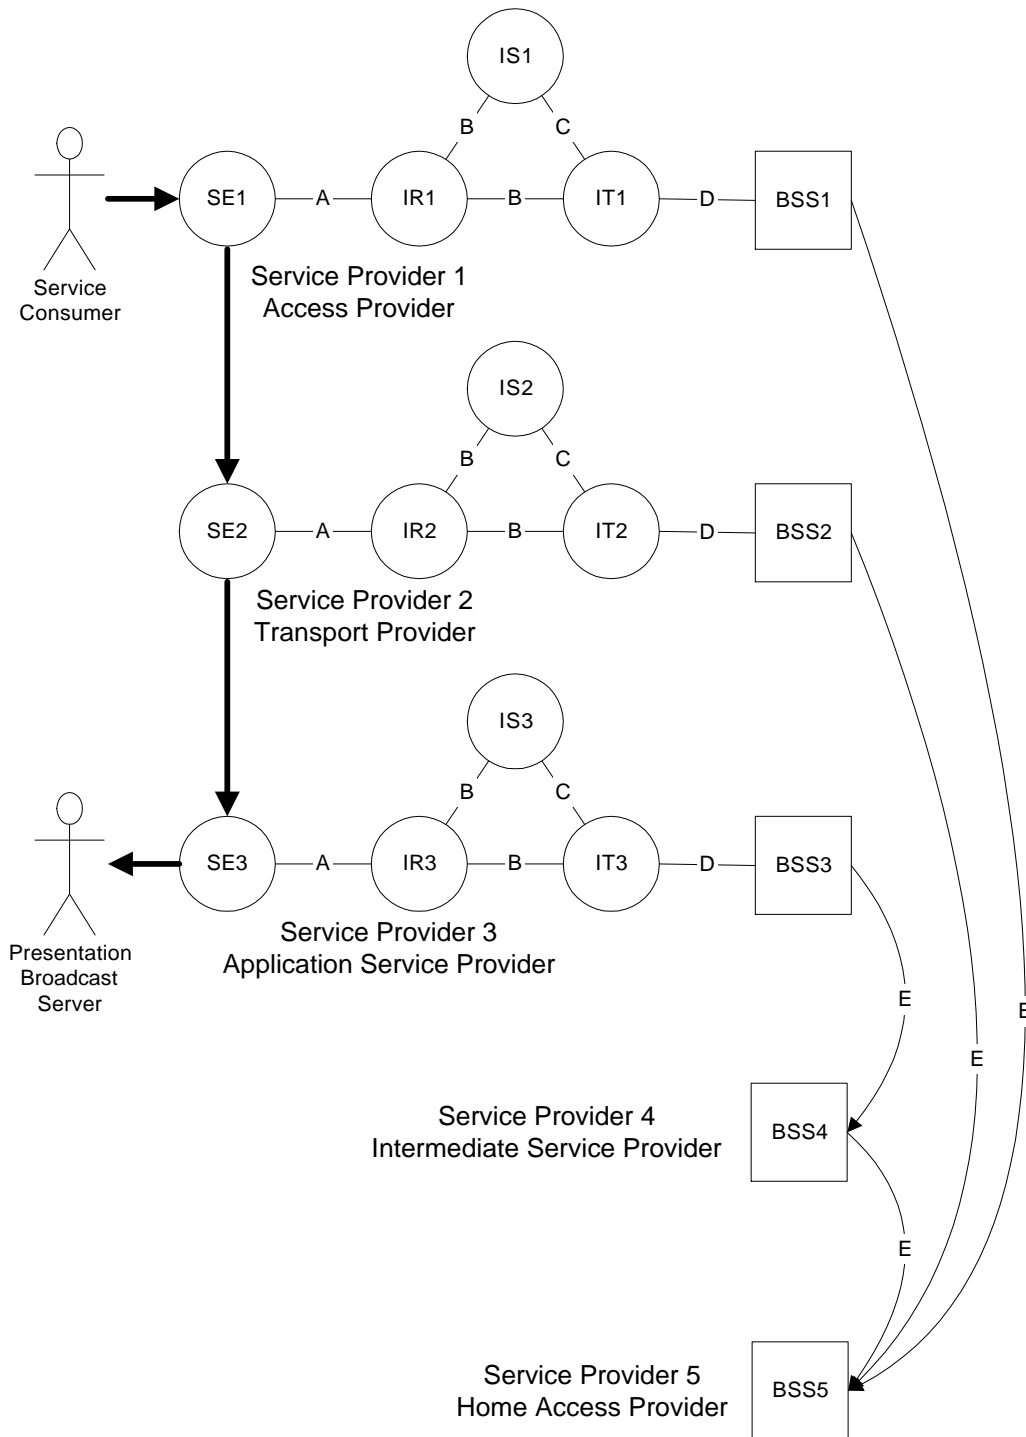 IS1
B
C
SE1
A
IR1
B
IT1
D
BSS1
Service
Consumer
Service Provider 1
Access Provider
IS2
B
C
SE2
A
IR2
B
IT2
D
BSS2
Service Provider 2
Transport Provider
IS3
B
C
SE3
A
IR3
B
IT3
D
BSS3
Presentation
Broadcast
Server
Service Provider 3
Application Service Provider
E
E
E
Service Provider 4
Intermediate Service Provider
BSS4
E
Service Provider 5
Home Access Provider
BSS5